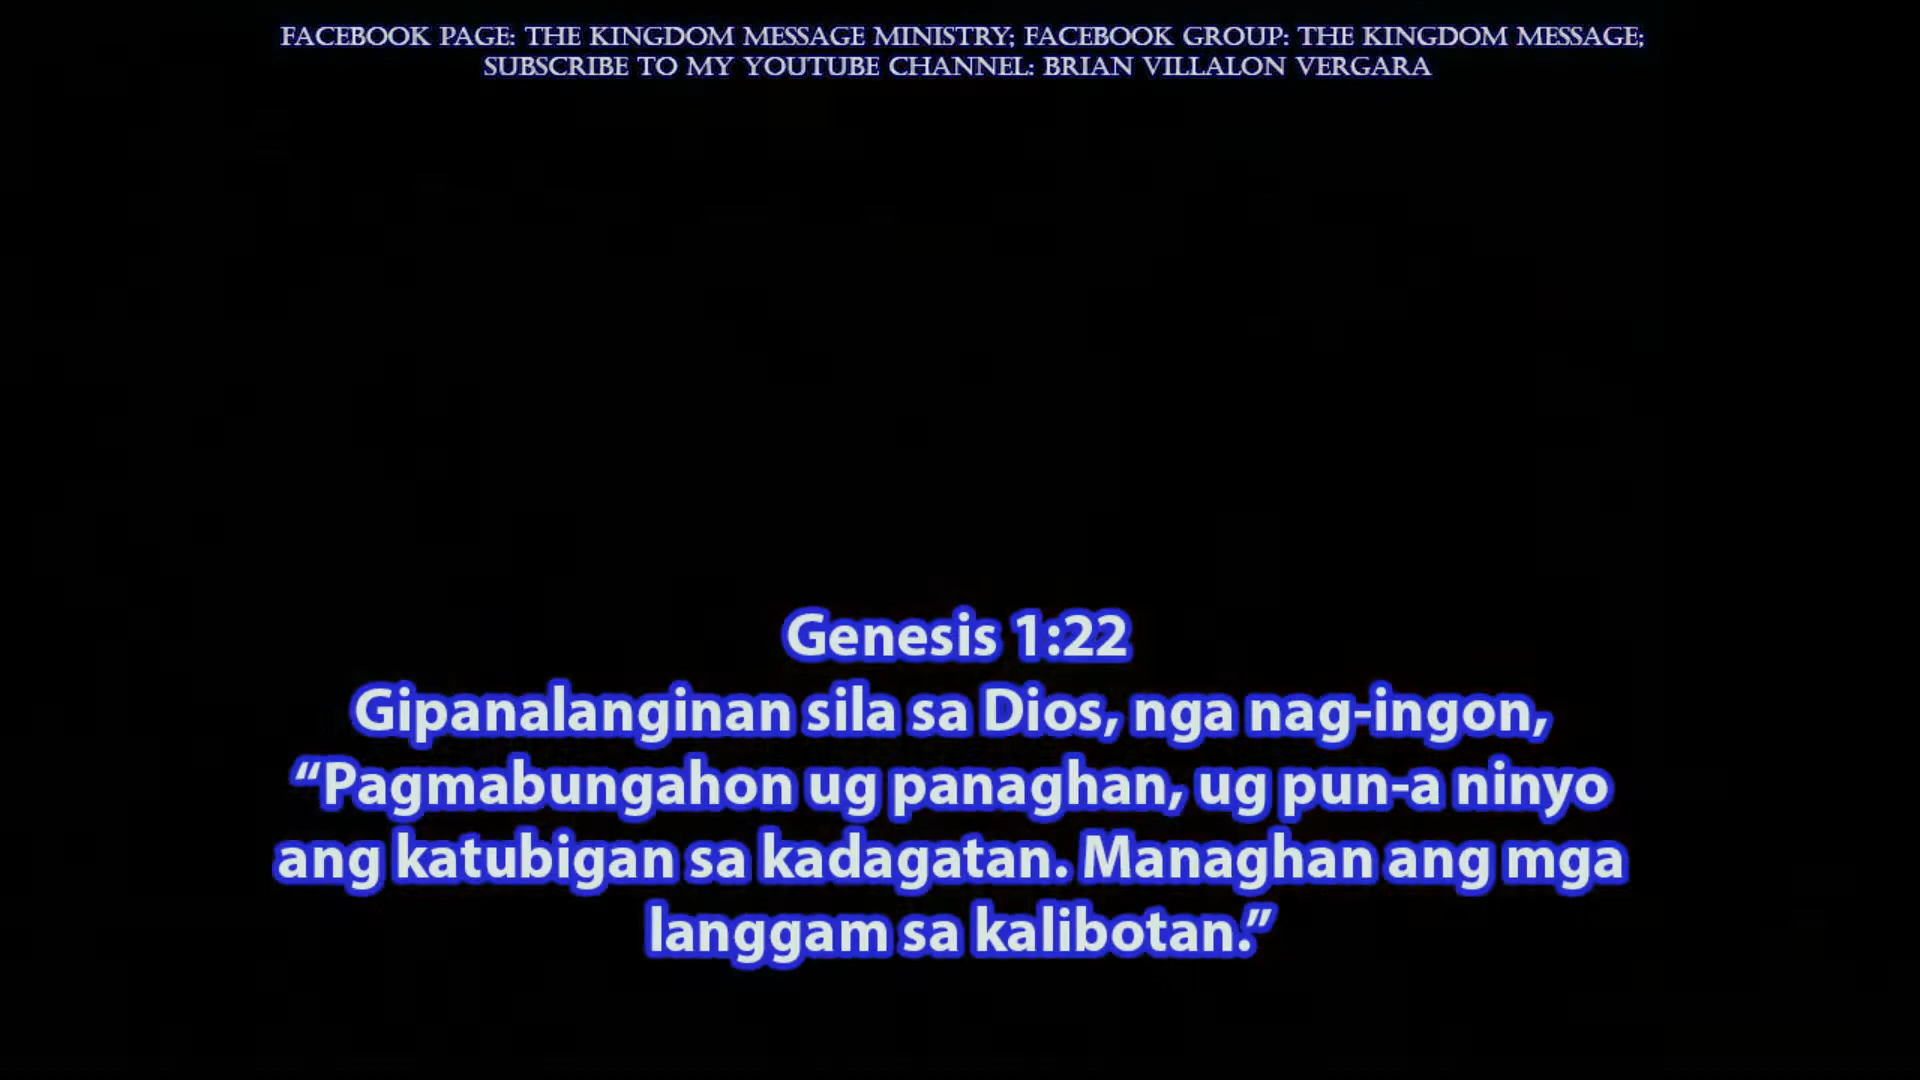 FACEBOOK PAGE: THE KINGDOM MESSAGE MINISTRY; FACEBOOK GROUP: THE KINGDOM MESSAGE;
SUBSCRIBE TO MY YOUTUBE CHANNEL: BRIAN VILLALON VERGARA
Genesis 1:22
Gipanalanginan sila sa Dios, nga nag-ingon,
“Pagmabungahon ug panaghan, ug pun-a ninyo
ang katubigan sa kadagatan. Managhan ang mga
langgam sa kalibotan.”